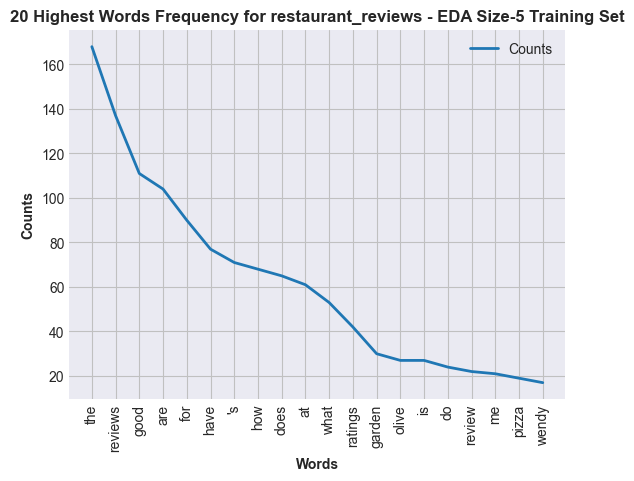 20 Highest Words Frequency for restaurant_reviews - EDA Size-5 Training Set
Counts
160
140
120
100
80
60
40
20
Counts
the
reviews
good
are
for
have
's
how
does
at
what
ratings
garden
olive
is
do
review
me
pizza
wendy
Words